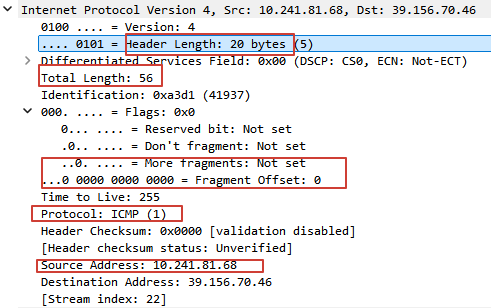 Internet Protocol Version 4, Src: 10.241.81.68, Dst: 39.156.70.46
0100 .... = Version: 4
.... 0101 = Header Length: 20 bytes (5)
Differentiated Services Field: 0x00 (DSCP: CS0, ECN: Not-ECT)
Total Length: 56
Identification: 0xa3d1 (41937)
000. .... = Flags: 0x0
0... .... = Reserved bit: Not set
.0.. .... = Don't fragment: Not set
..0. .... = More fragments: Not set
...0 0000 0000 0000 = Fragment Offset: 0
Time to Live: 255
Protocol: ICMP (1)
Header Checksum: 0x0000 [validation disabled]
[Header checksum status: Unverified]
Source Address: 10.241.81.68
Destination Address: 39.156.70.46
[Stream index: 22]